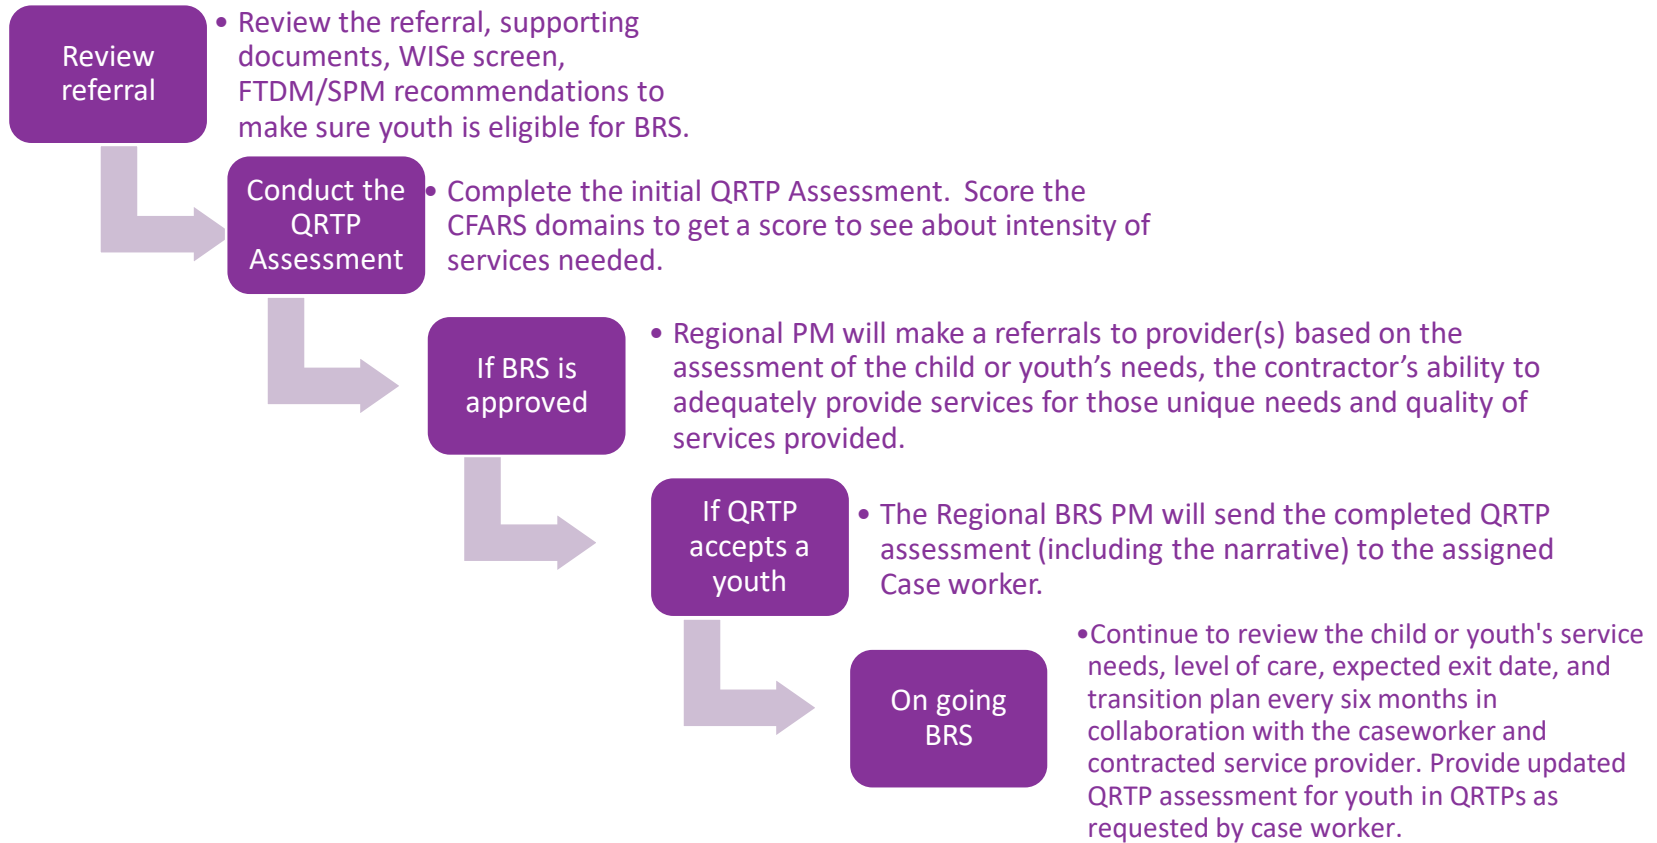 Review
referral
• Review the referral, supporting
documents, WISe screen,
FTDM/SPM recommendations to
make sure youth is eligible for BRS.
Conduct the
QRTP
Assessment
• Complete the initial QRTP Assessment.  Score the
CFARS domains to get a score to see about intensity of
services needed.
If BRS is
approved
• Regional PM will make a referrals to provider(s) based on the
assessment of the child or youth’s needs, the contractor’s ability to
adequately provide services for those unique needs and quality of
services provided.
If QRTP
accepts a
youth
• The Regional BRS PM will send the completed QRTP
assessment (including the narrative) to the assigned
Case worker.
On going
BRS
•Continue to review the child or youth's service
needs, level of care, expected exit date, and
transition plan every six months in
collaboration with the caseworker and
contracted service provider. Provide updated
QRTP assessment for youth in QRTPs as
requested by case worker.